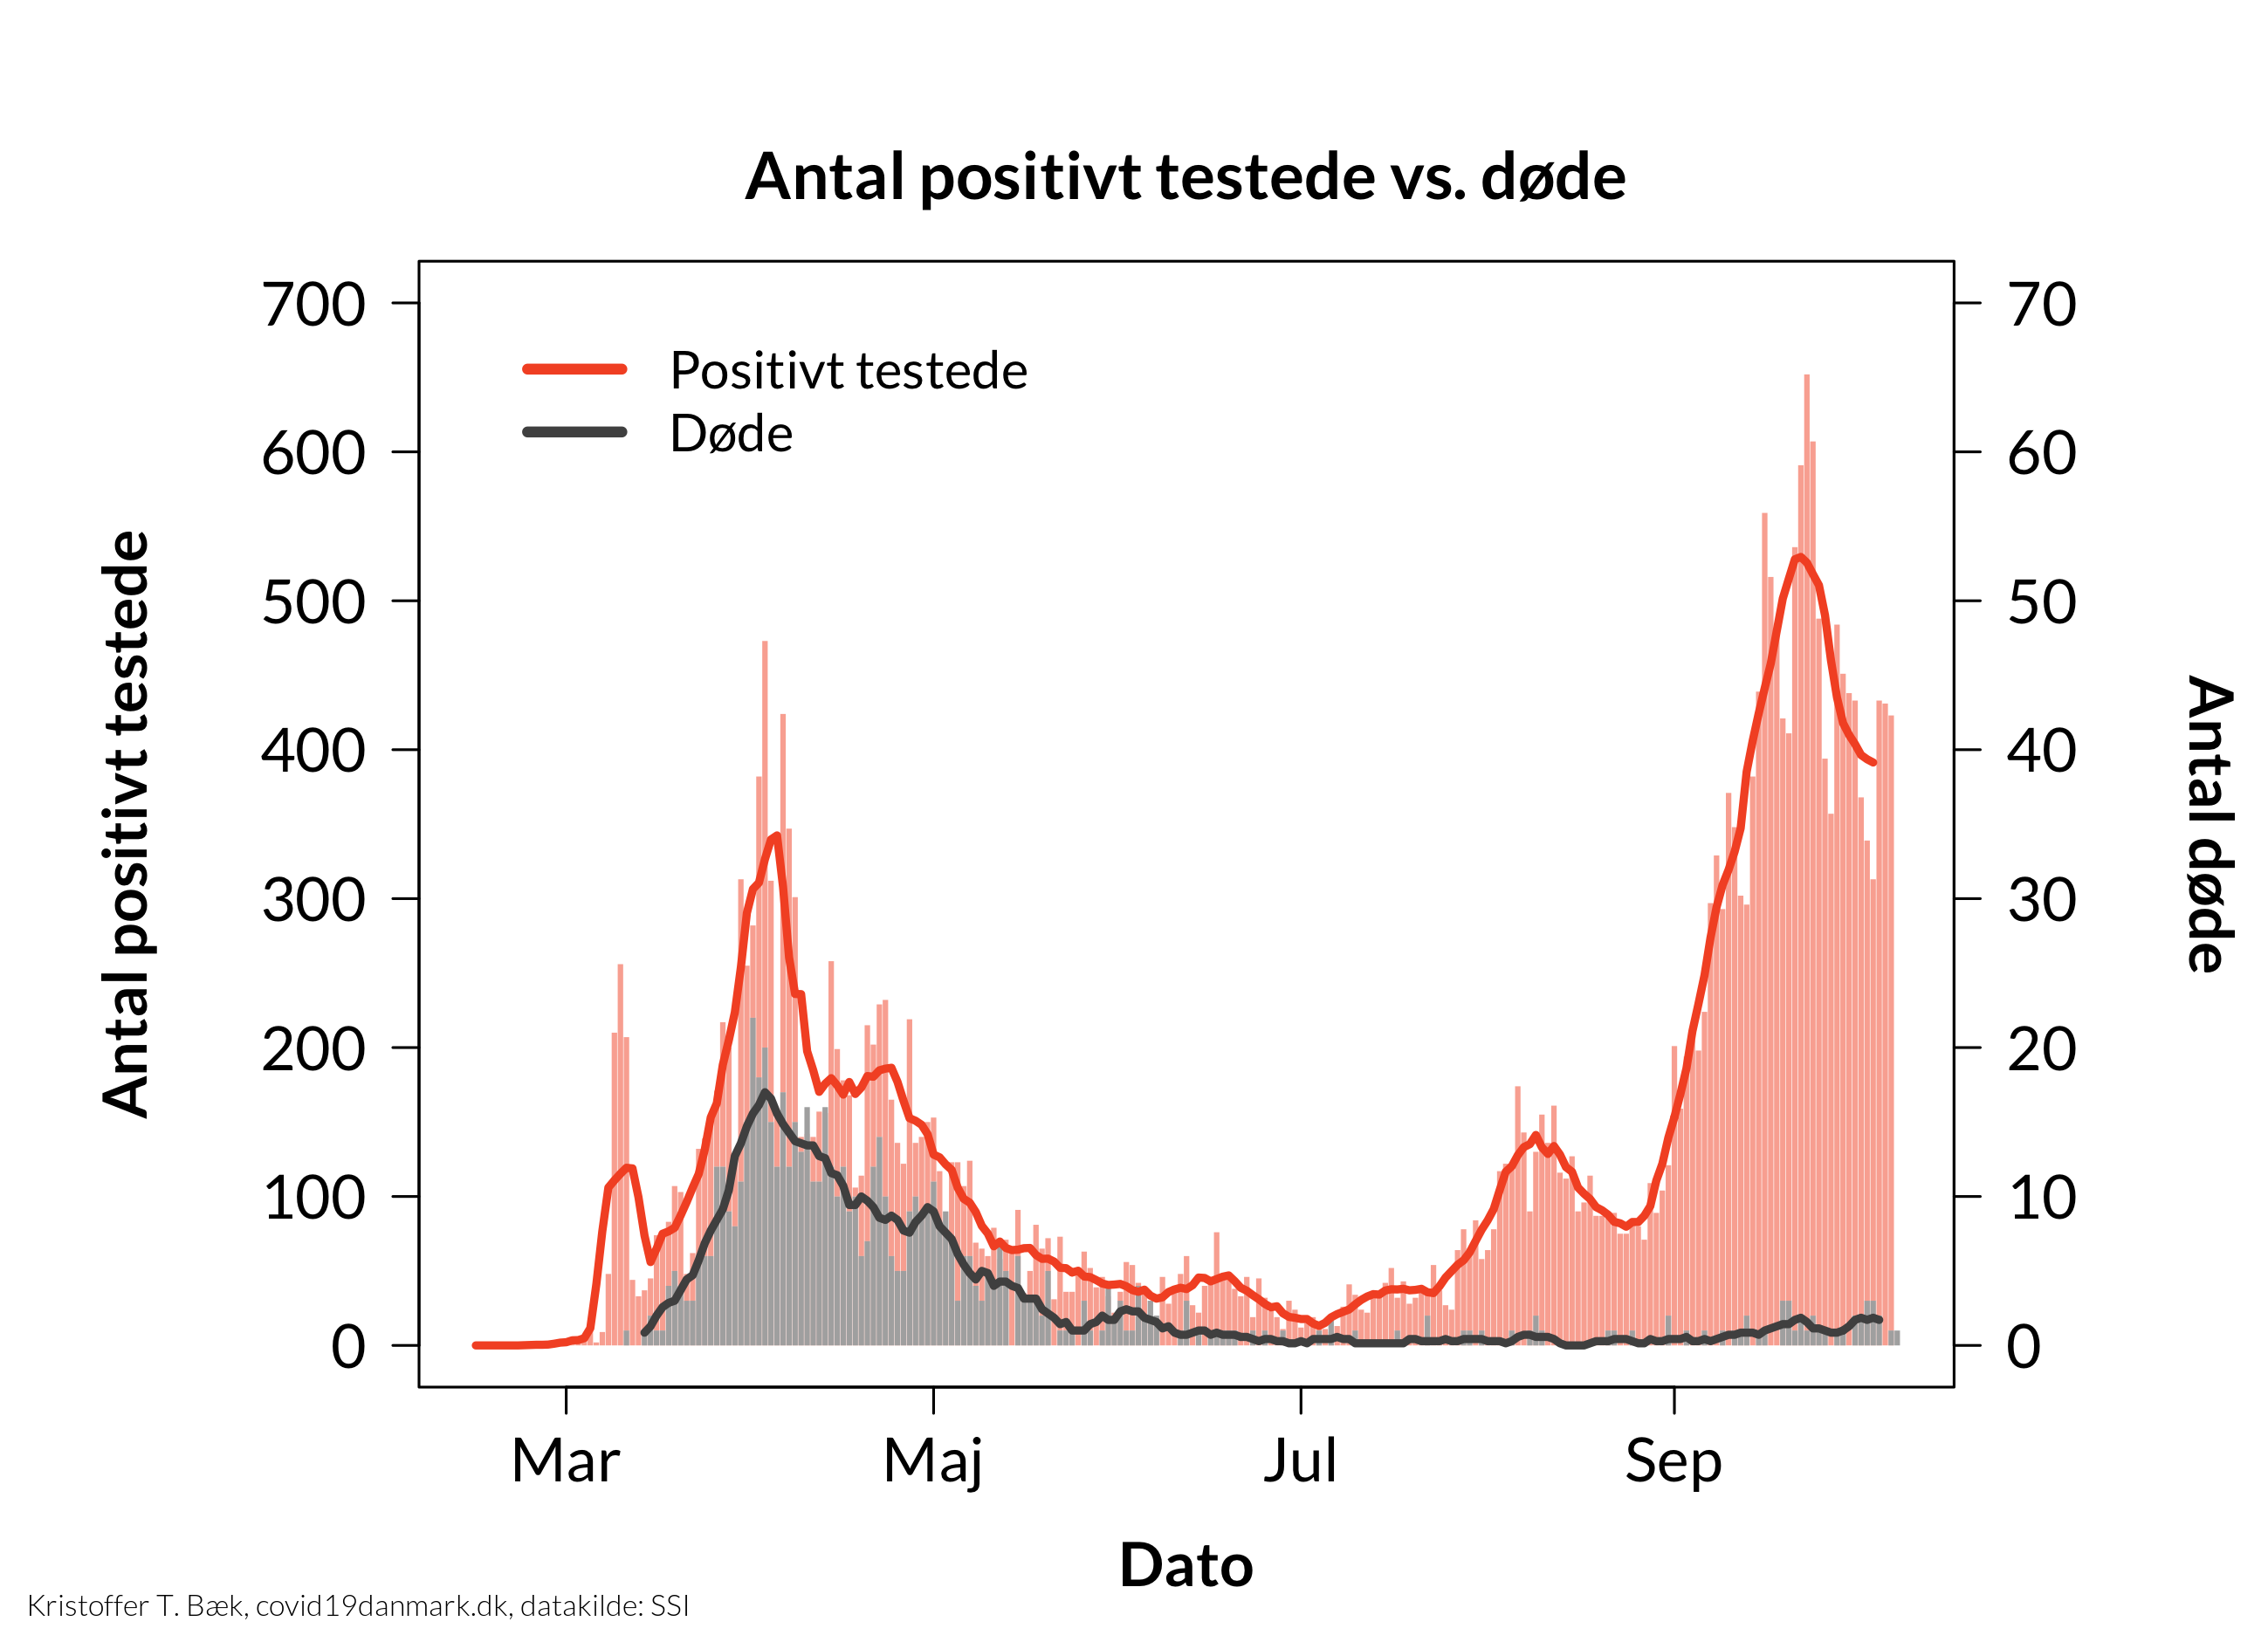 Antal positivt testede vs. døde
700
600
500
400
300
200
100
0
Antal positivt testede
Positivt testede
Døde
70
60
50
40
30
20
10
0
Antal døde
Mar
Maj
Jul
Sep
Dato
Kristoffer T. Bæk, covid19danmark.dk, datakilde: SSI